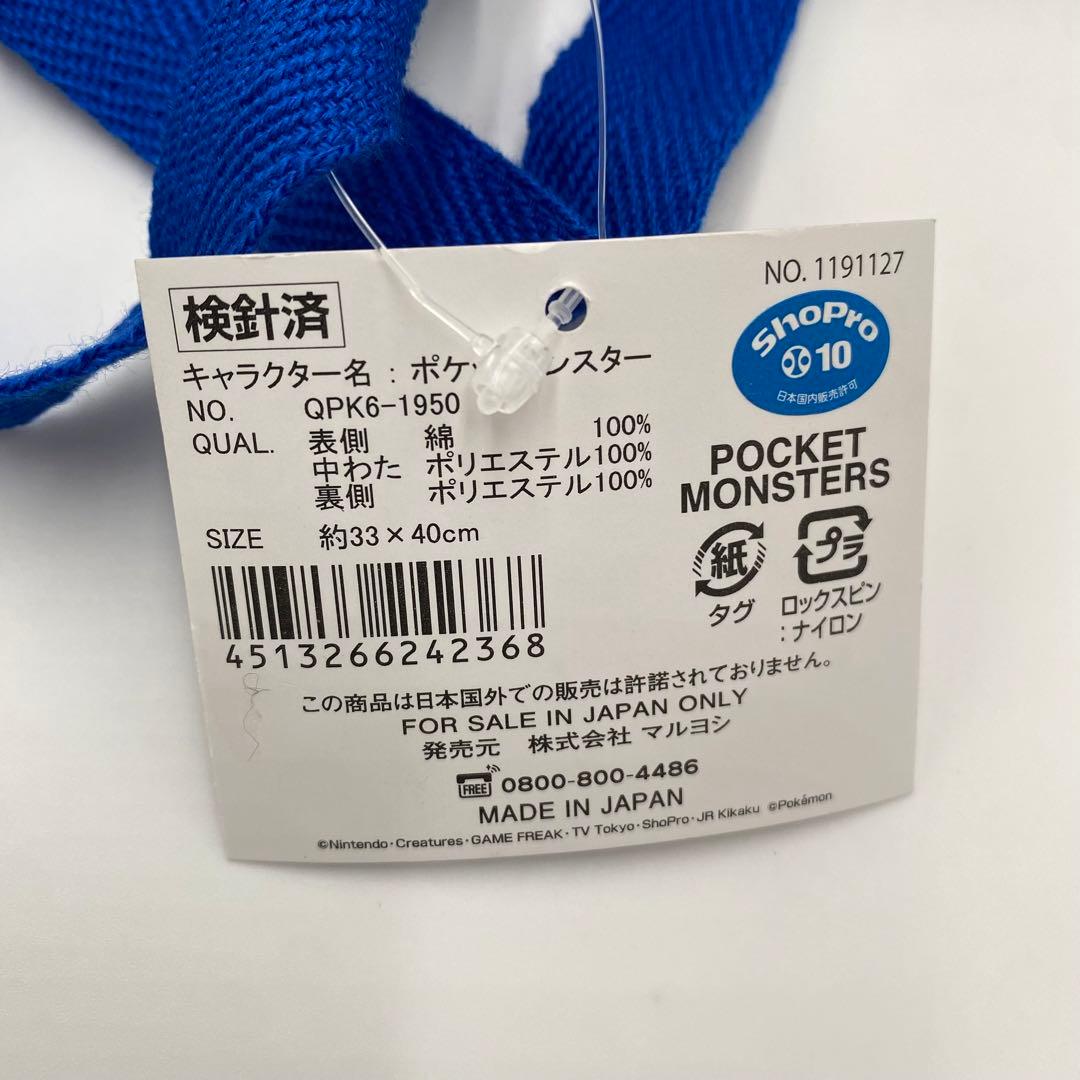 NO. 1191127
検針済
ShoPro
10
日本国内販売許可
キャラクター名 : ポケ ンスター
NO. QPK6-1950
QUAL. 表側 綿 100%
中わた ポリエステル100%
裏側 ポリエステル100%
SIZE 約33×40cm
POCKET
MONSTERS
紙
タグ
プラ
ロックスピン
:ナイロン
4513266242368
この商品は日本国外での販売は許諾されておりません。
FOR SALE IN JAPAN ONLY
発売元 株式会社 マルヨシ
FREE 0800-800-4486
MADE IN JAPAN
©Nintendo・Creatures・GAME FREAK・TV Tokyo・ShoPro・JR Kikaku ©Pokémon